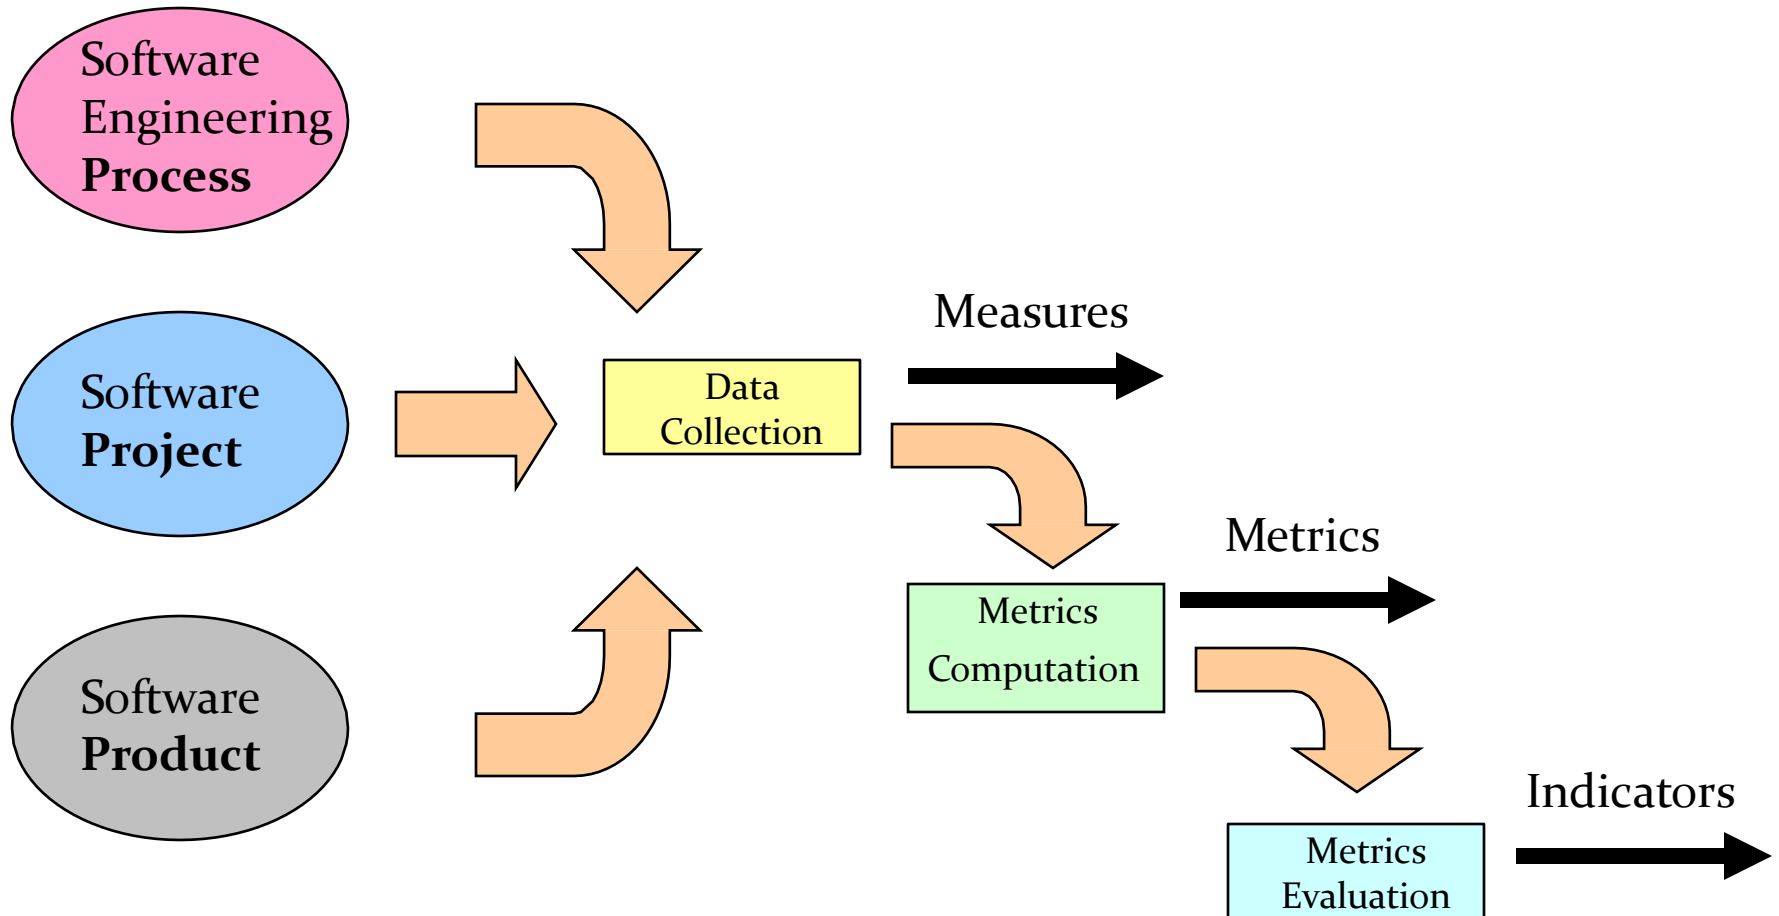 Software
Engineering
Process
Software
Project
Software
Product
Data
Collection
Measures
Metrics
Computation
Metrics
Metrics
Evaluation
Indicators